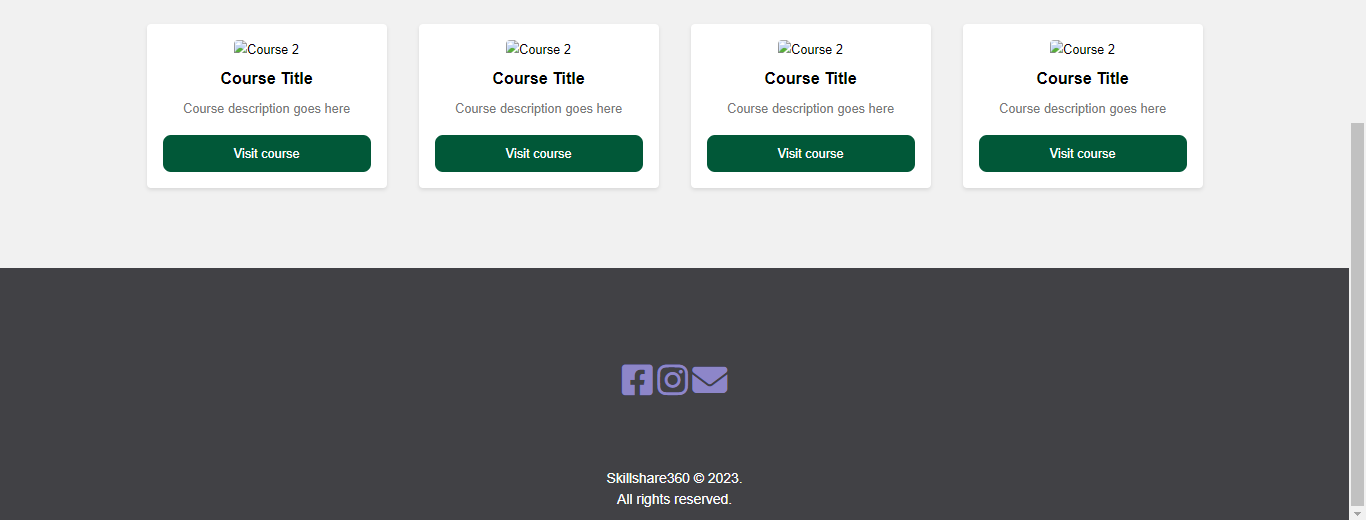 Course 2 Course 2 Course 2 Course 2
Course Title Course Title Course Title Course Title
Course description goes here Course description goes here Course description goes here Course description goes here
Visit course Visit course Visit course Visit course
Skillshare360 © 2023.
All rights reserved.